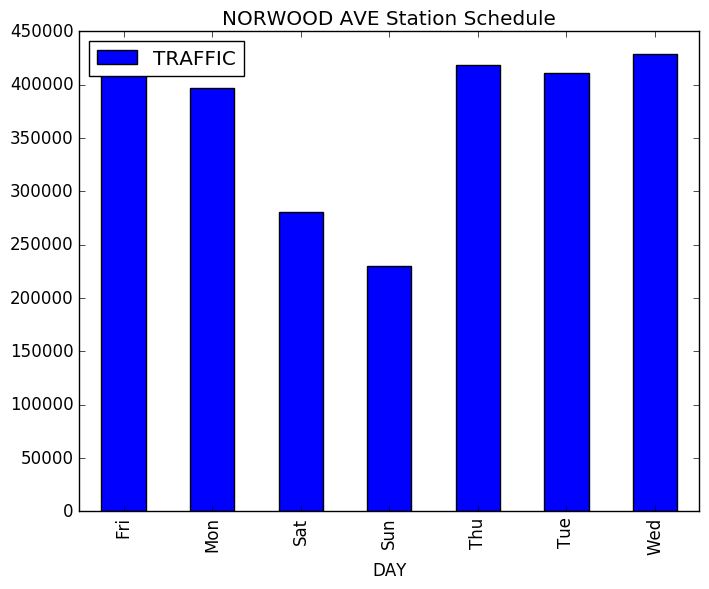 NORWOOD AVE Station Schedule
TRAFFIC
450000
400000
350000
300000
250000
200000
150000
100000
50000
0
Fri
Mon
Sat
Sun
Thu
Tue
Wed
DAY